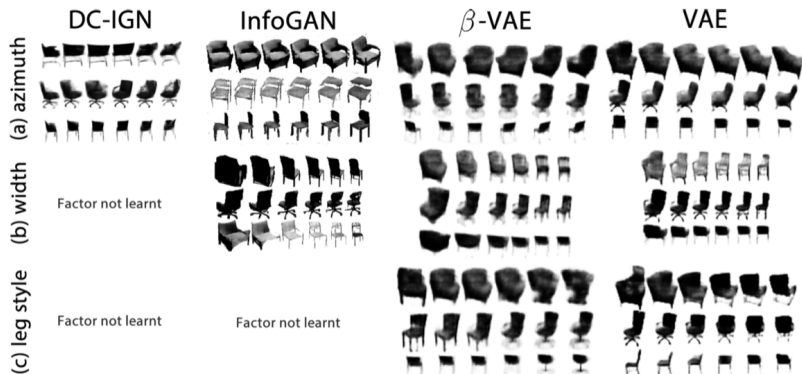 DC-IGN InfoGAN β-VAE VAE
(a) azimuth
(b) width
Factor not learnt
(c) leg style
Factor not learnt Factor not learnt